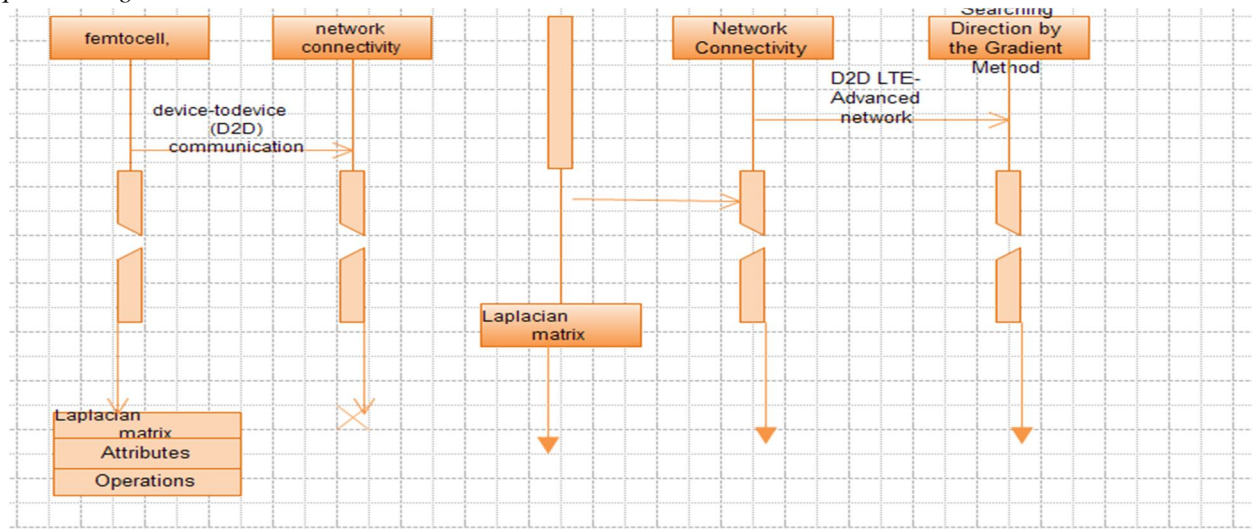 femtocell,
network
connectivity
Network
Connectivity
Searching
Direction by
the Gradient
Method
device-todevice
(D2D)
communication
D2D LTE-
Advanced
network
Laplacian
matrix
Laplacian
matrix
Attributes
Operations